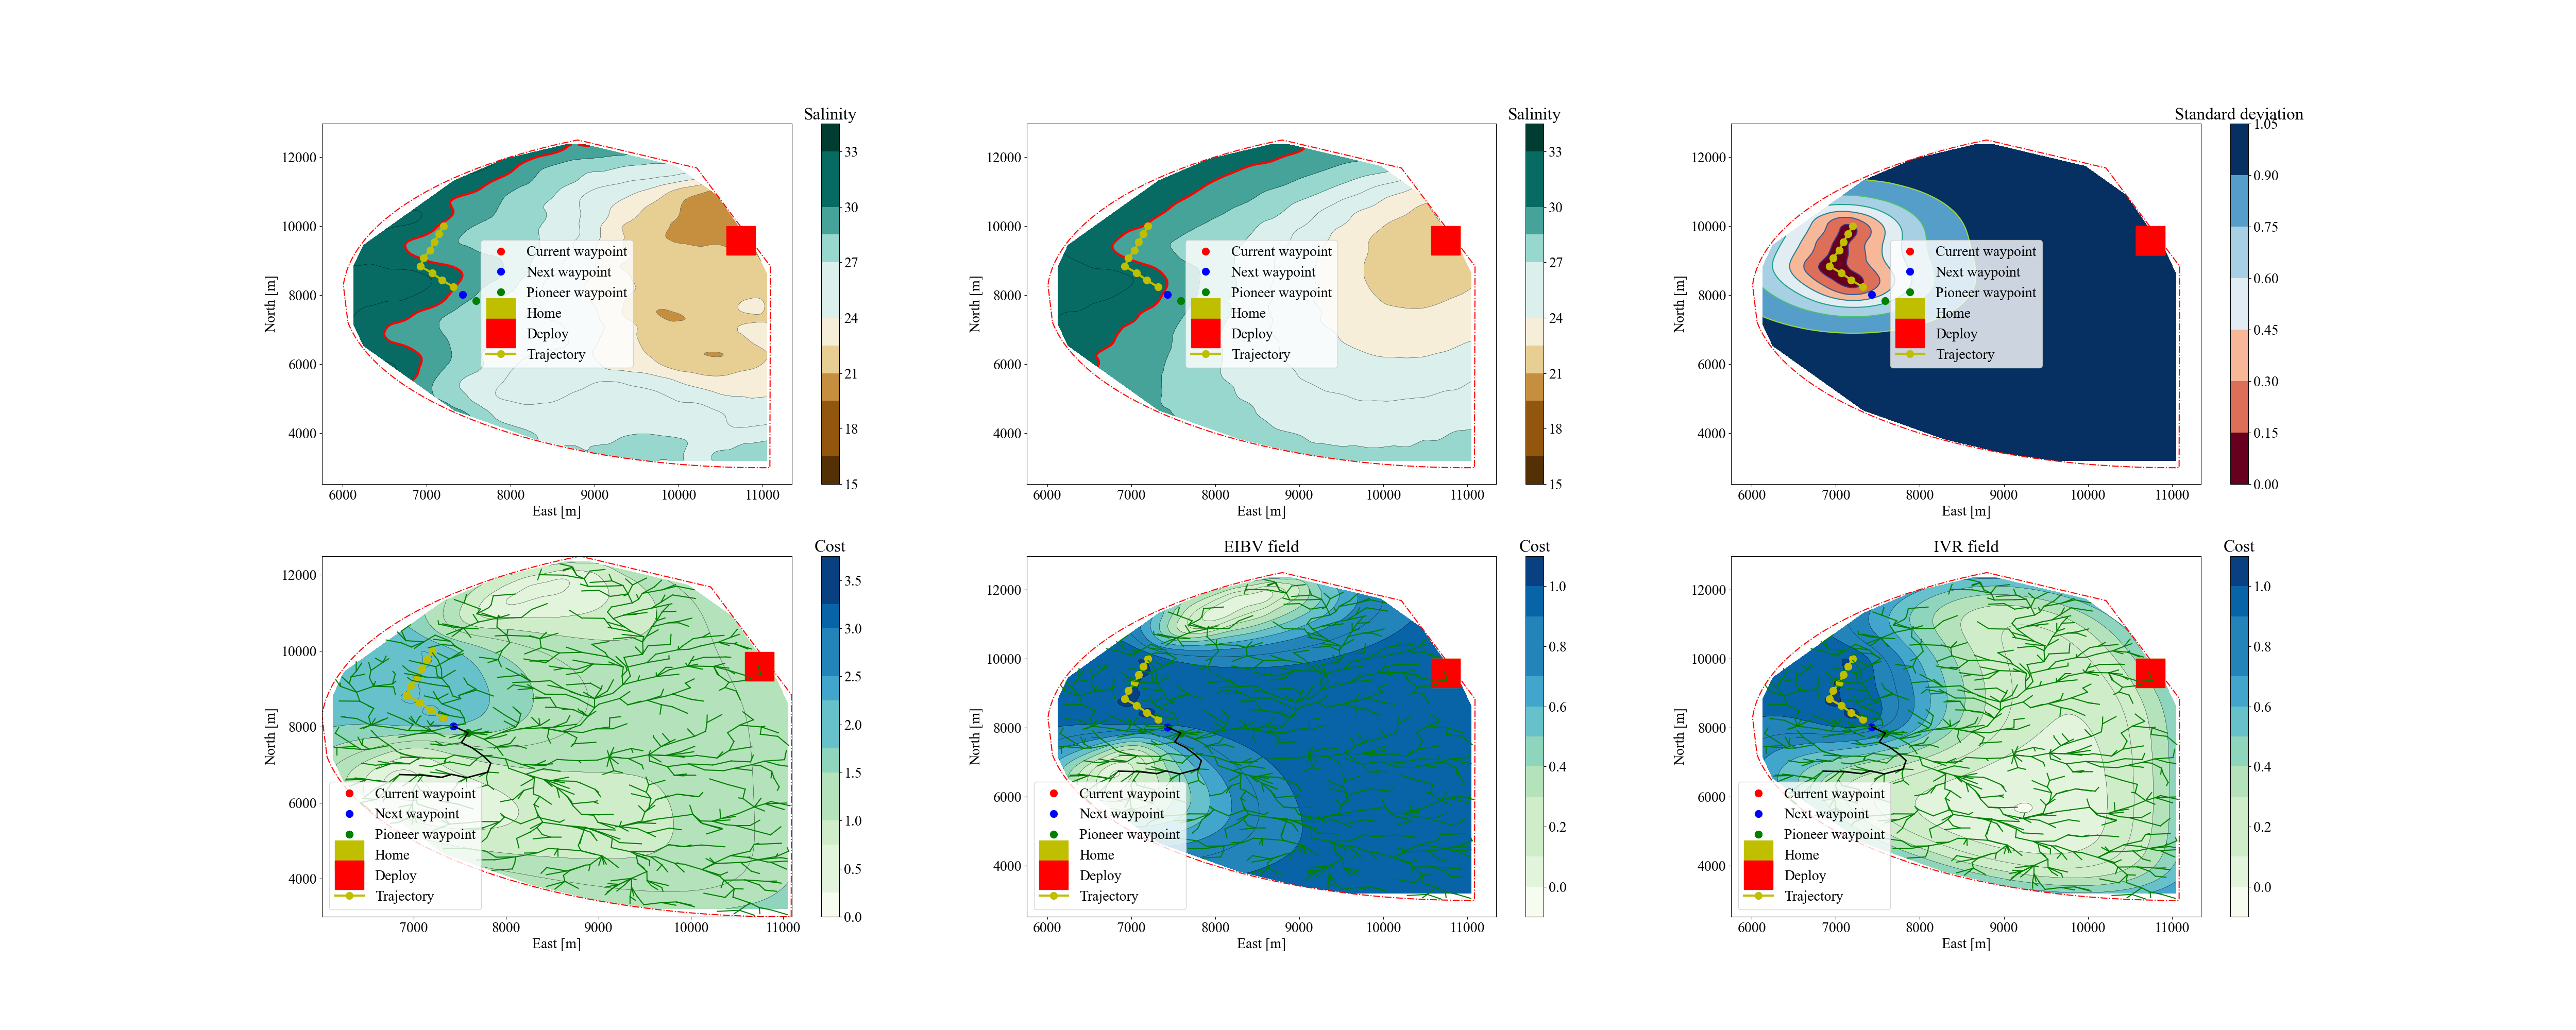 Salinity
12000
10000
8000
6000
4000
North [m]
6000 7000 8000 9000 10000 11000
East [m]
Current waypoint
Next waypoint
Pioneer waypoint
Home
Deploy
Trajectory
33
30
27
24
21
18
15
Salinity
12000
10000
8000
6000
4000
North [m]
6000 7000 8000 9000 10000 11000
East [m]
Current waypoint
Next waypoint
Pioneer waypoint
Home
Deploy
Trajectory
33
30
27
24
21
18
15
Standard deviation
12000
10000
8000
6000
4000
North [m]
6000 7000 8000 9000 10000 11000
East [m]
Current waypoint
Next waypoint
Pioneer waypoint
Home
Deploy
Trajectory
1.05
0.90
0.75
0.60
0.45
0.30
0.15
0.00
Cost
12000
10000
8000
6000
4000
North [m]
7000 8000 9000 10000 11000
East [m]
Current waypoint
Next waypoint
Pioneer waypoint
Home
Deploy
Trajectory
3.5
3.0
2.5
2.0
1.5
1.0
0.5
0.0
EIBV field
Cost
12000
10000
8000
6000
4000
North [m]
6000 7000 8000 9000 10000 11000
East [m]
Current waypoint
Next waypoint
Pioneer waypoint
Home
Deploy
Trajectory
1.0
0.8
0.6
0.4
0.2
0.0
IVR field
Cost
12000
10000
8000
6000
4000
North [m]
6000 7000 8000 9000 10000 11000
East [m]
Current waypoint
Next waypoint
Pioneer waypoint
Home
Deploy
Trajectory
1.0
0.8
0.6
0.4
0.2
0.0